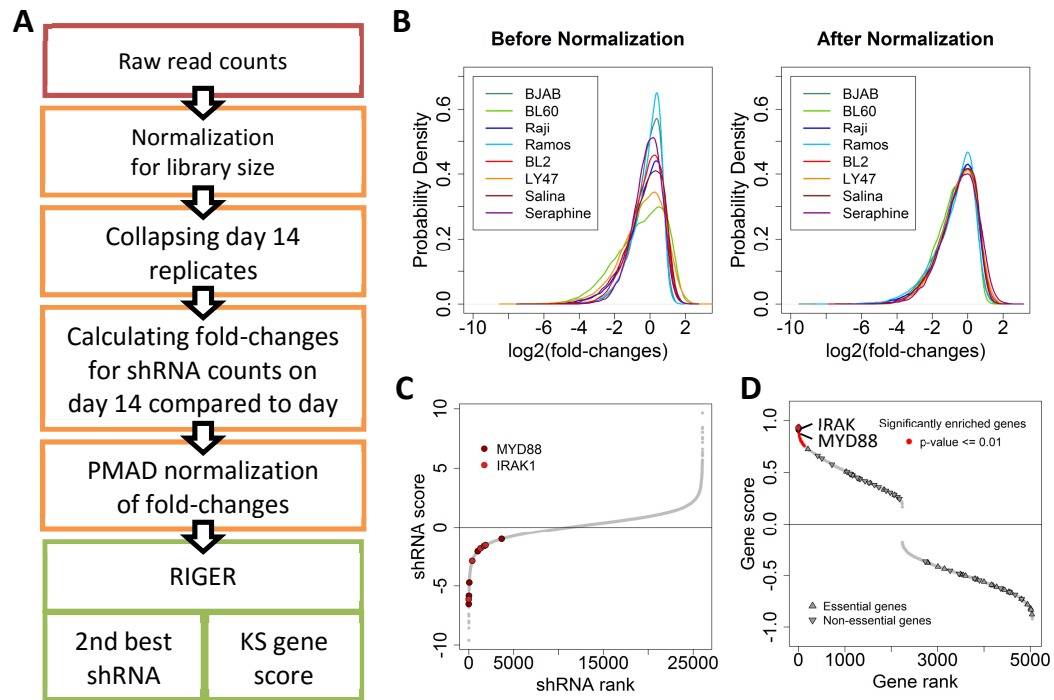 A
Raw read counts
Normalization
for library size
Collapsing day 14
replicates
Calculating fold-changes
for shRNA counts on
day 14 compared to day
PMAD normalization
of fold-changes
RIGER
2nd best
shRNA
KS gene
score
B
Before Normalization
Probability Density
0.0 0.2 0.4 0.6
BJAB
BL60
Raji
Ramos
BL2
LY47
Salina
Seraphine
-10 -6 -4 -2 0 2
log2(fold-changes)
After Normalization
Probability Density
0.0 0.2 0.4 0.6
BJAB
BL60
Raji
Ramos
BL2
LY47
Salina
Seraphine
-10 -6 -4 -2 0 2
log2(fold-changes)
C
shRNA score
-10 -5 0 5 10
MYD88
IRAK1
0 5000 15000 25000
shRNA rank
D
Gene score
-1.0 -0.5 0.0 0.5 1.0
IRAK
MYD88
Significantly enriched genes
p-value <= 0.01
Essential genes
Non-essential genes
0 1000 3000 5000
Gene rank